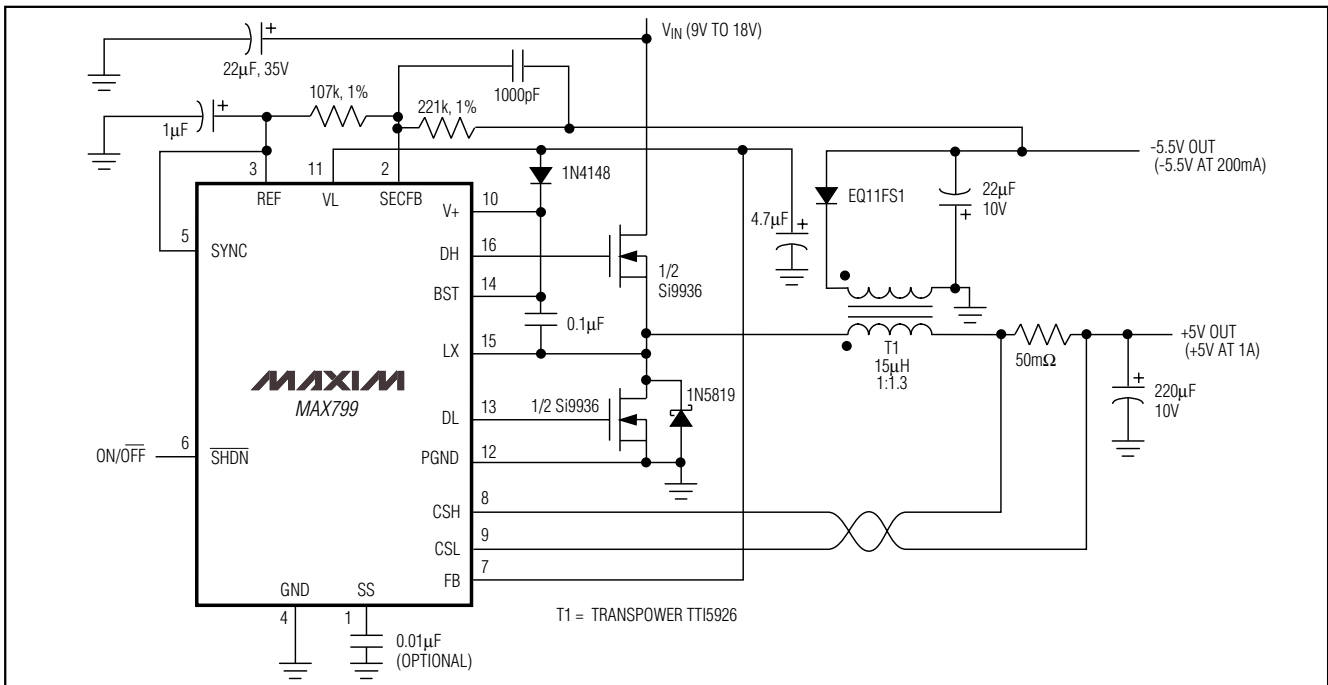 VIN (9V TO 18V)
+
22μF, 35V
107k, 1%
1000pF
+
1μF
221k, 1%
-5.5V OUT
(-5.5V AT 200mA)
3
11
2
1N4148
REF
VL
SECFB
10
V+
EQ11FS1
22μF
10V
+
4.7μF
+
5
SYNC
16
DH
1/2
Si9936
14
BST
0.1μF
15
LX
+5V OUT
(+5V AT 1A)
T1
15μH
1:1.3
50mΩ
MAXIM
MAX799
1N5819
+
220μF
10V
13
DL
1/2 Si9936
ON/OFF
6
SHDN
12
PGND
8
CSH
9
CSL
7
FB
GND
SS
4
1
T1 = TRANSPOWER TTI5926
0.01μF
(OPTIONAL)